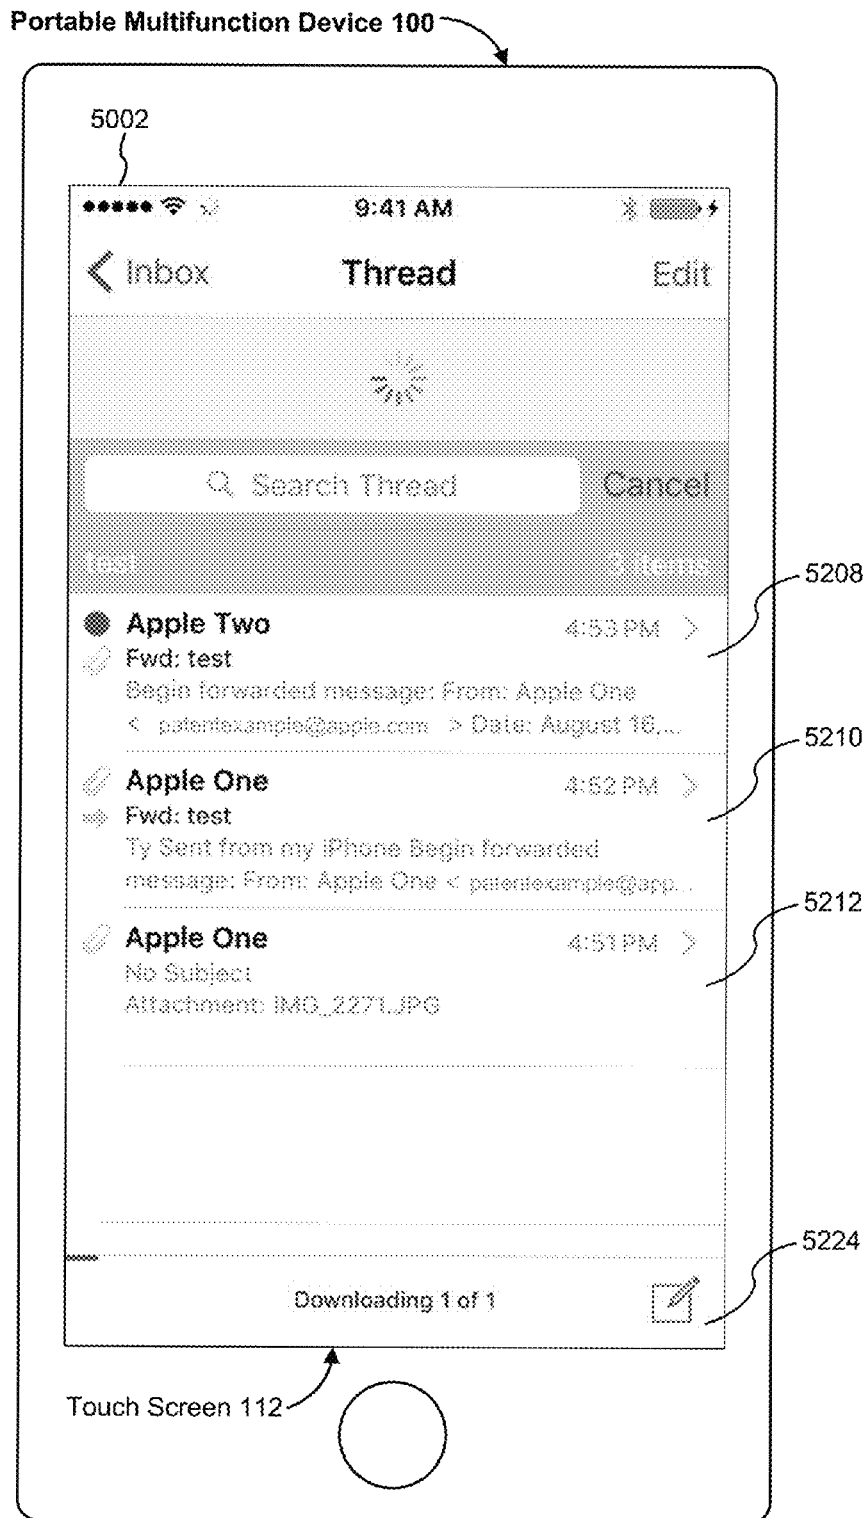 Portable Multifunction Device 100
5002
9:41 AM
Inbox Thread Edit
Search Thread Cancel
test 3 items
5208
Apple Two 4:53 PM
Fwd: test
Begin forwarded message: From: Apple One
< patentexample@apple.com > Date: August 16,...
5210
Apple One 4:52 PM
Fwd: test
Ty Sent from my iPhone Begin forwarded
message: From: Apple One < patentexample@app...
5212
Apple One 4:51 PM
No Subject
Attachment: IMG_2271.JPG
5224
Downloading 1 of 1
Touch Screen 112